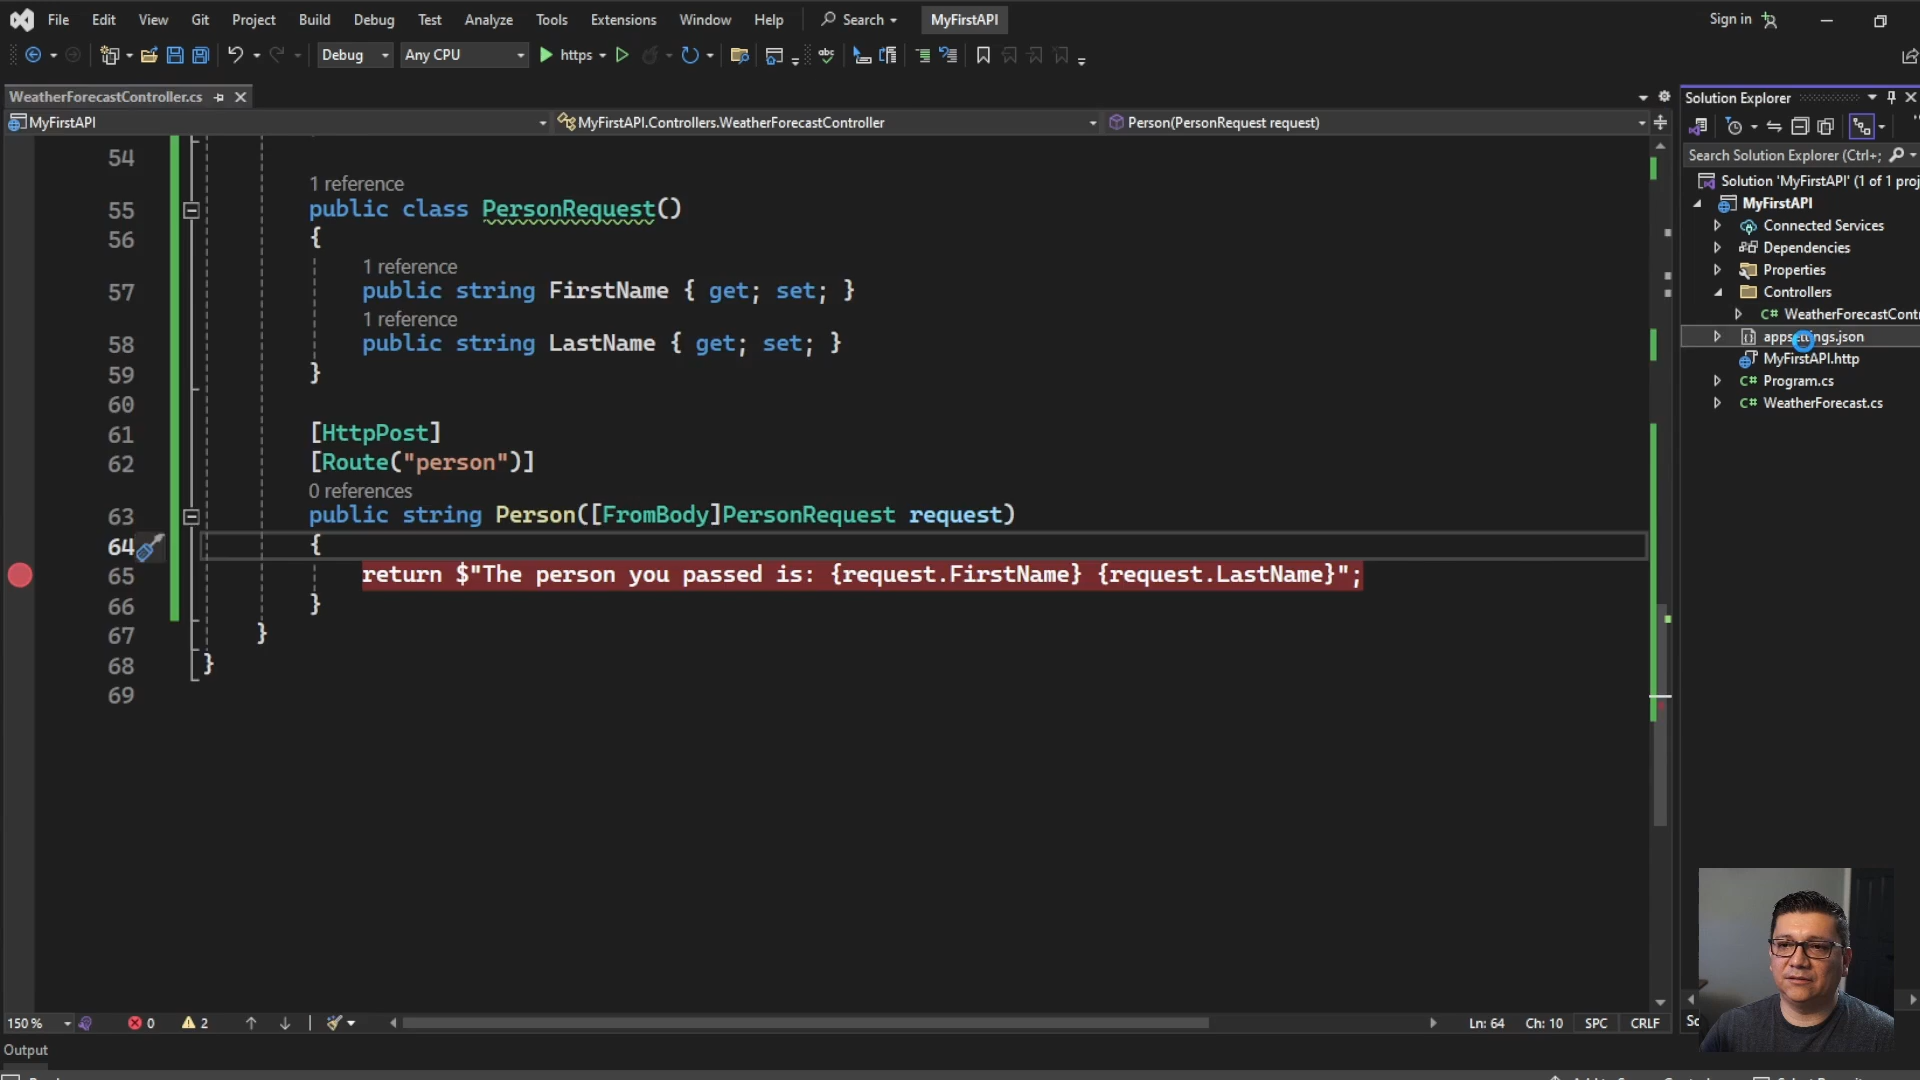 File Edit View Git Project Build Debug Test Analyze Tools Extensions Window Help Search MyFirstAPI Sign in
Debug Any CPU https
WeatherForecastController.cs
Solution Explorer
MyFirstAPI MyFirstAPI.Controllers.WeatherForecastController Person(PersonRequest request)
Search Solution Explorer (Ctrl+;
Solution 'MyFirstAPI' (1 of 1 proj
MyFirstAPI
Connected Services
Dependencies
Properties
Controllers
WeatherForecastContr
appsettings.json
MyFirstAPI.http
Program.cs
WeatherForecast.cs
54
1 reference
55 public class PersonRequest()
56 {
1 reference
57 public string FirstName { get; set; }
1 reference
58 public string LastName { get; set; }
59 }
60
61 [HttpPost]
62 [Route("person")]
0 references
63 public string Person([FromBody]PersonRequest request)
64 {
65 return $"The person you passed is: {request.FirstName} {request.LastName}";
66 }
67 }
68 }
69
150 % 0 2 Ln: 64 Ch: 10 SPC CRLF
Output